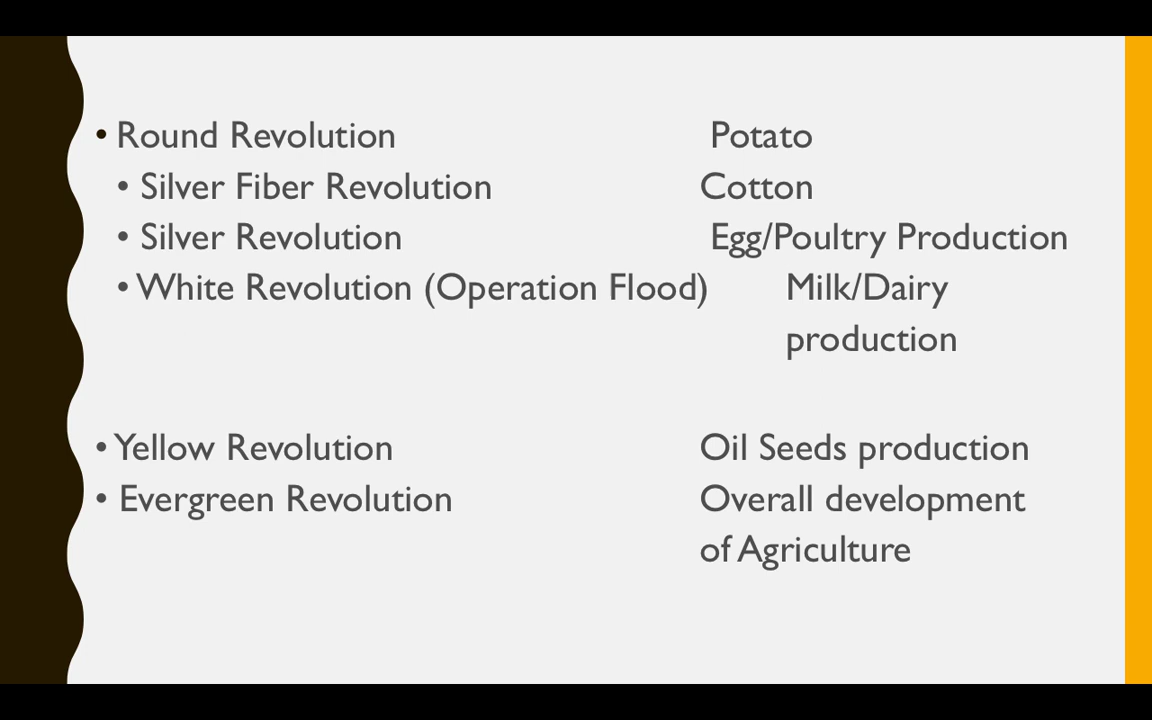 • Round Revolution Potato
• Silver Fiber Revolution Cotton
• Silver Revolution Egg/Poultry Production
• White Revolution (Operation Flood) Milk/Dairy
production
• Yellow Revolution Oil Seeds production
• Evergreen Revolution Overall development
of Agriculture